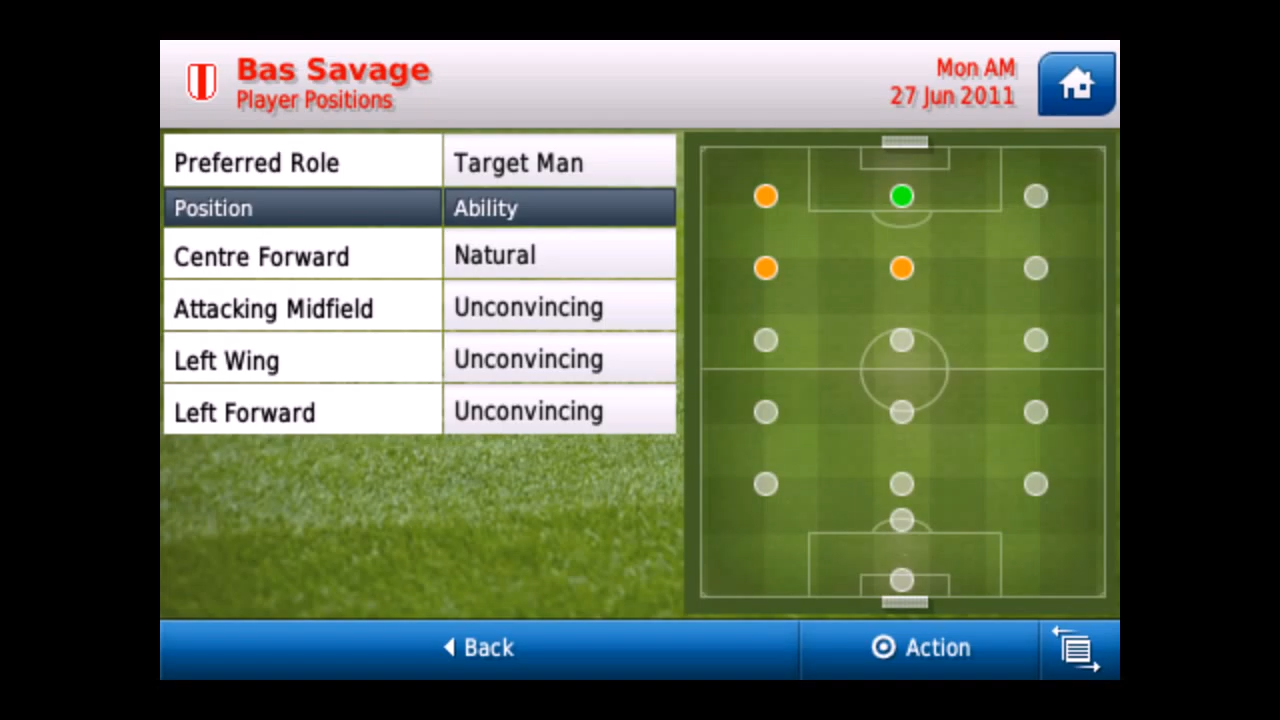 Bas Savage
Player Positions
Mon AM
27 Jun 2011
Preferred Role Target Man
Position Ability
Centre Forward Natural
Attacking Midfield Unconvincing
Left Wing Unconvincing
Left Forward Unconvincing
Back Action